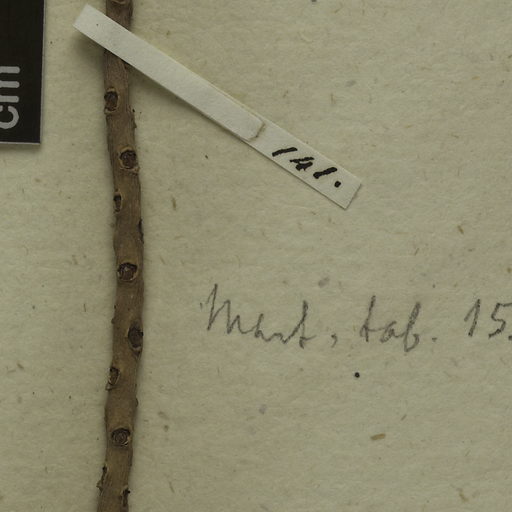 cm
141.
Mart, tab. 15.